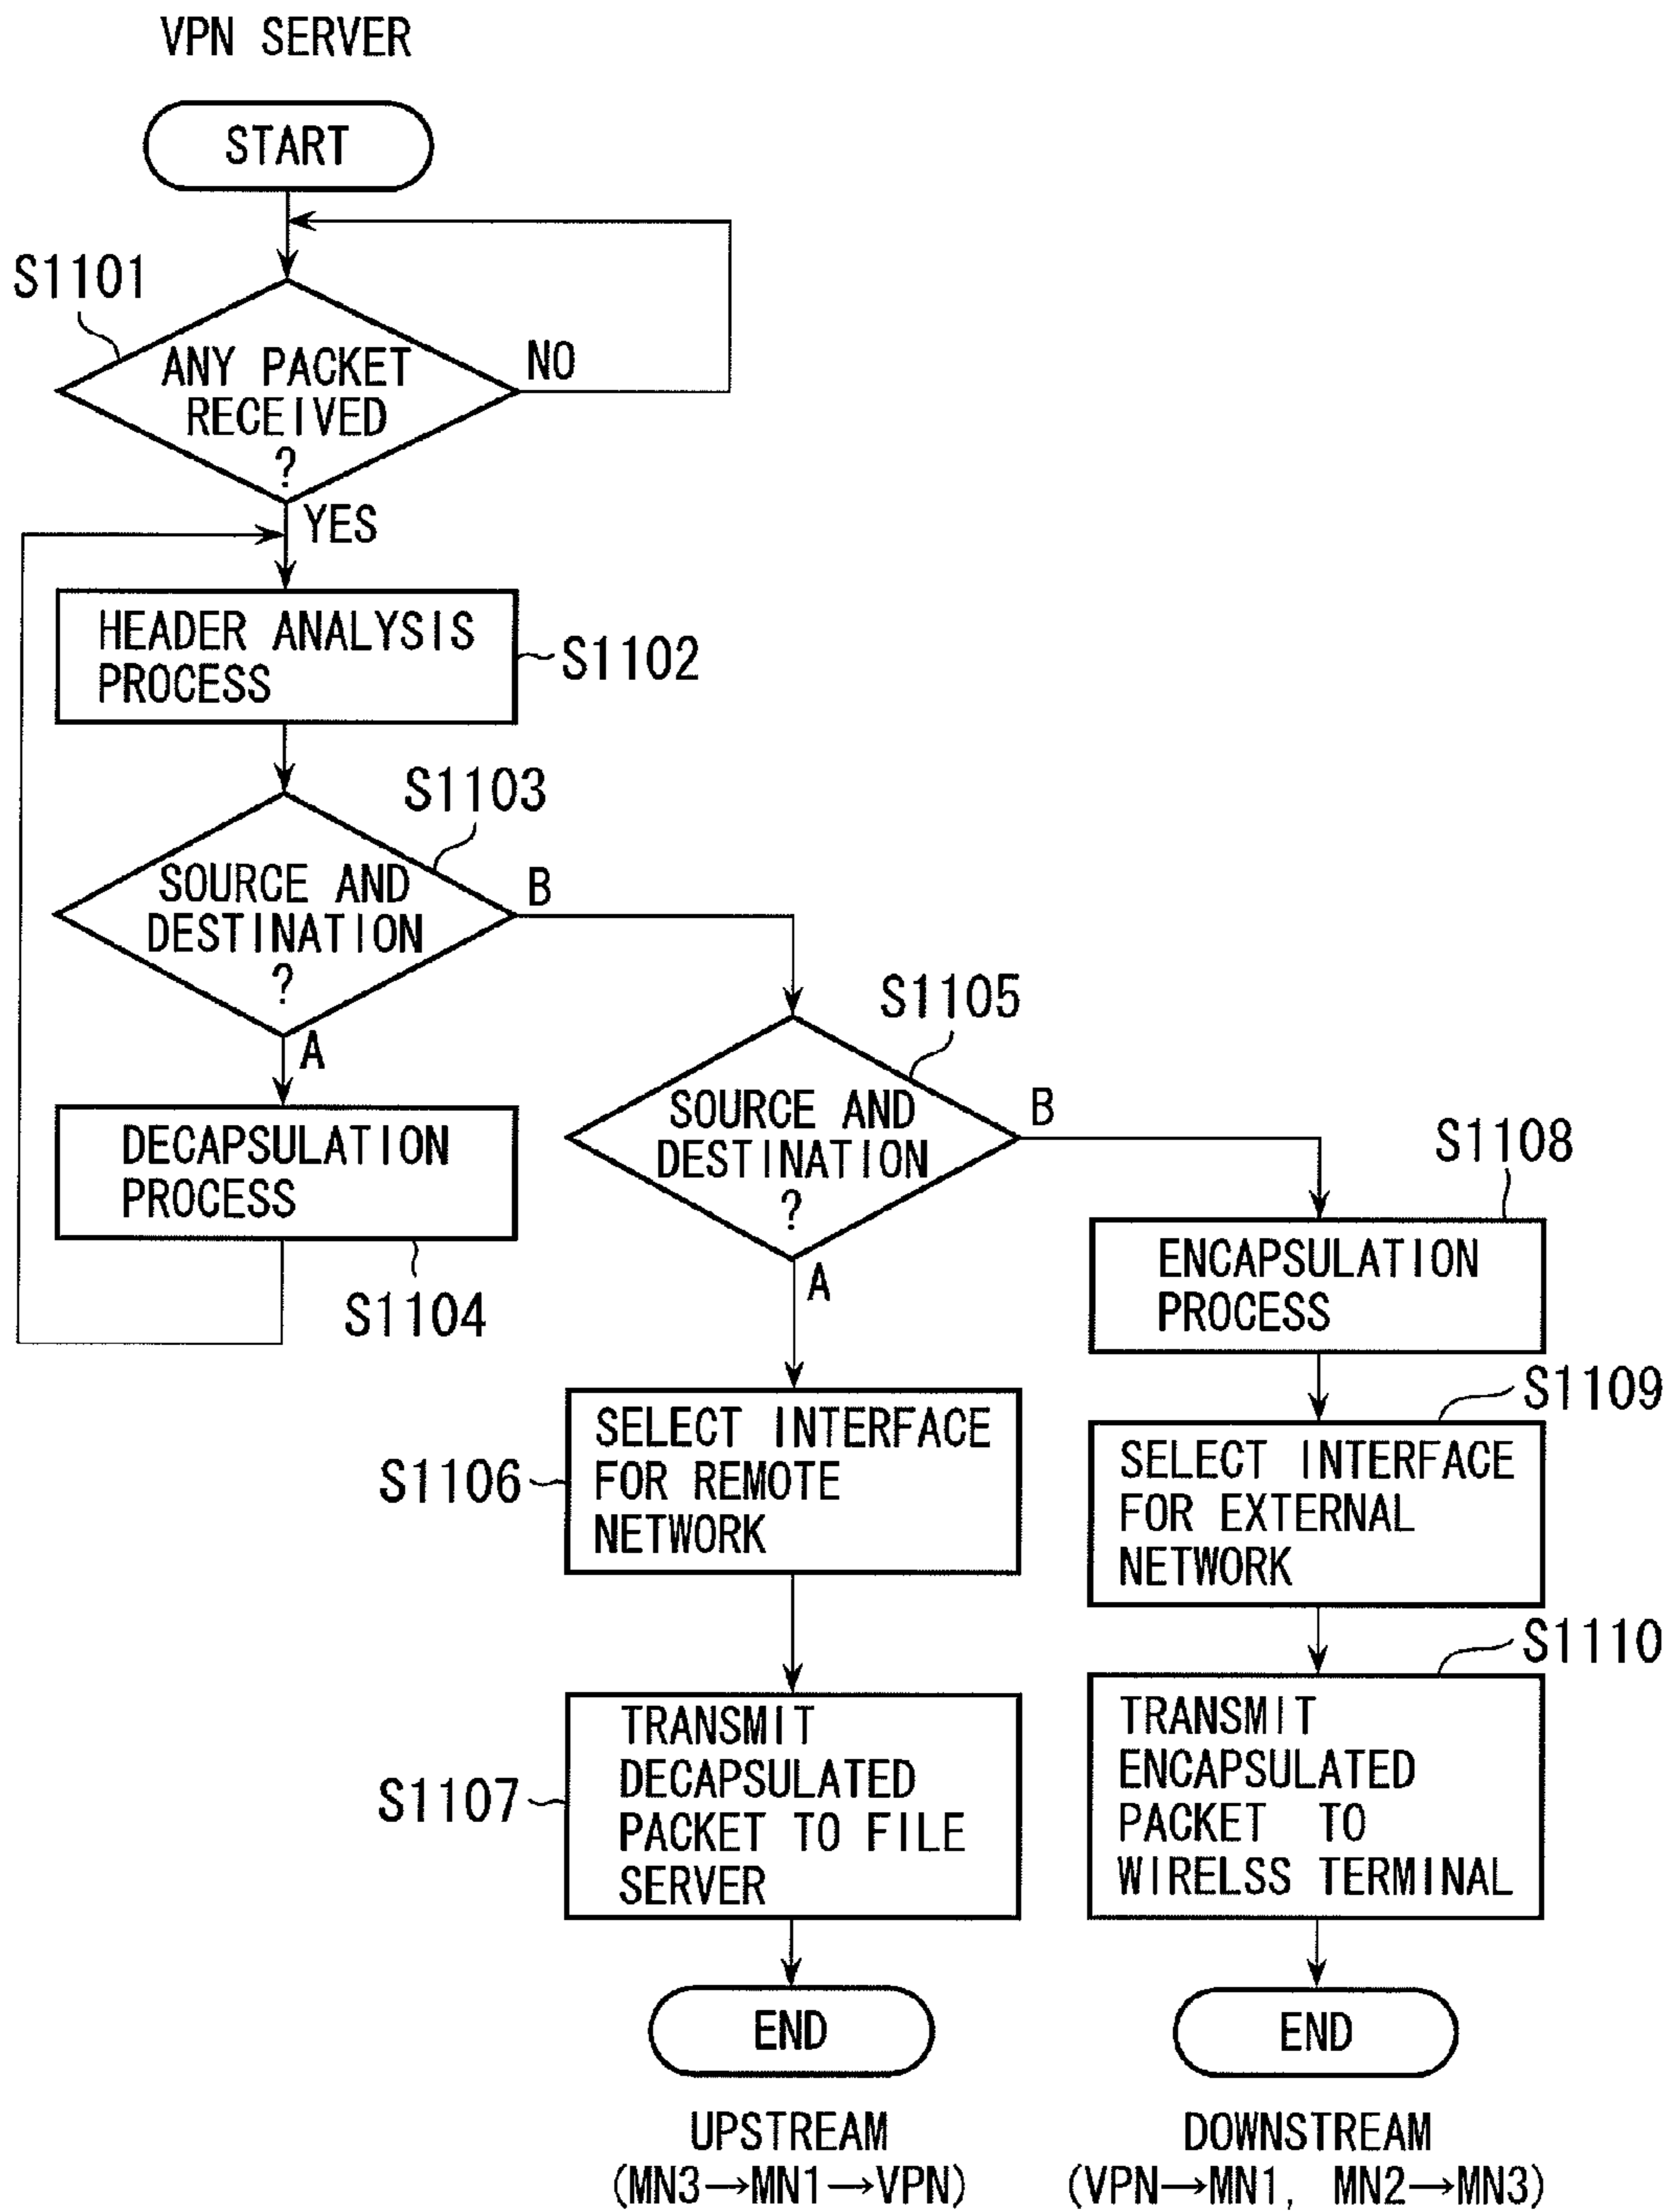 VPN SERVER
START
S1101
ANY PACKET
RECEIVED
?
NO
YES
HEADER ANALYSIS
PROCESS
S1102
S1103
SOURCE AND
DESTINATION
?
B
A
DECAPSULATION
PROCESS
S1104
S1105
SOURCE AND
DESTINATION
?
B
A
S1106
SELECT INTERFACE
FOR REMOTE
NETWORK
S1107
TRANSMIT
DECAPSULATED
PACKET TO FILE
SERVER
END
UPSTREAM
(MN3→MN1→VPN)
S1108
ENCAPSULATION
PROCESS
S1109
SELECT INTERFACE
FOR EXTERNAL
NETWORK
S1110
TRANSMIT
ENCAPSULATED
PACKET TO
WIRELSS TERMINAL
END
DOWNSTREAM
(VPN→MN1, MN2→MN3)